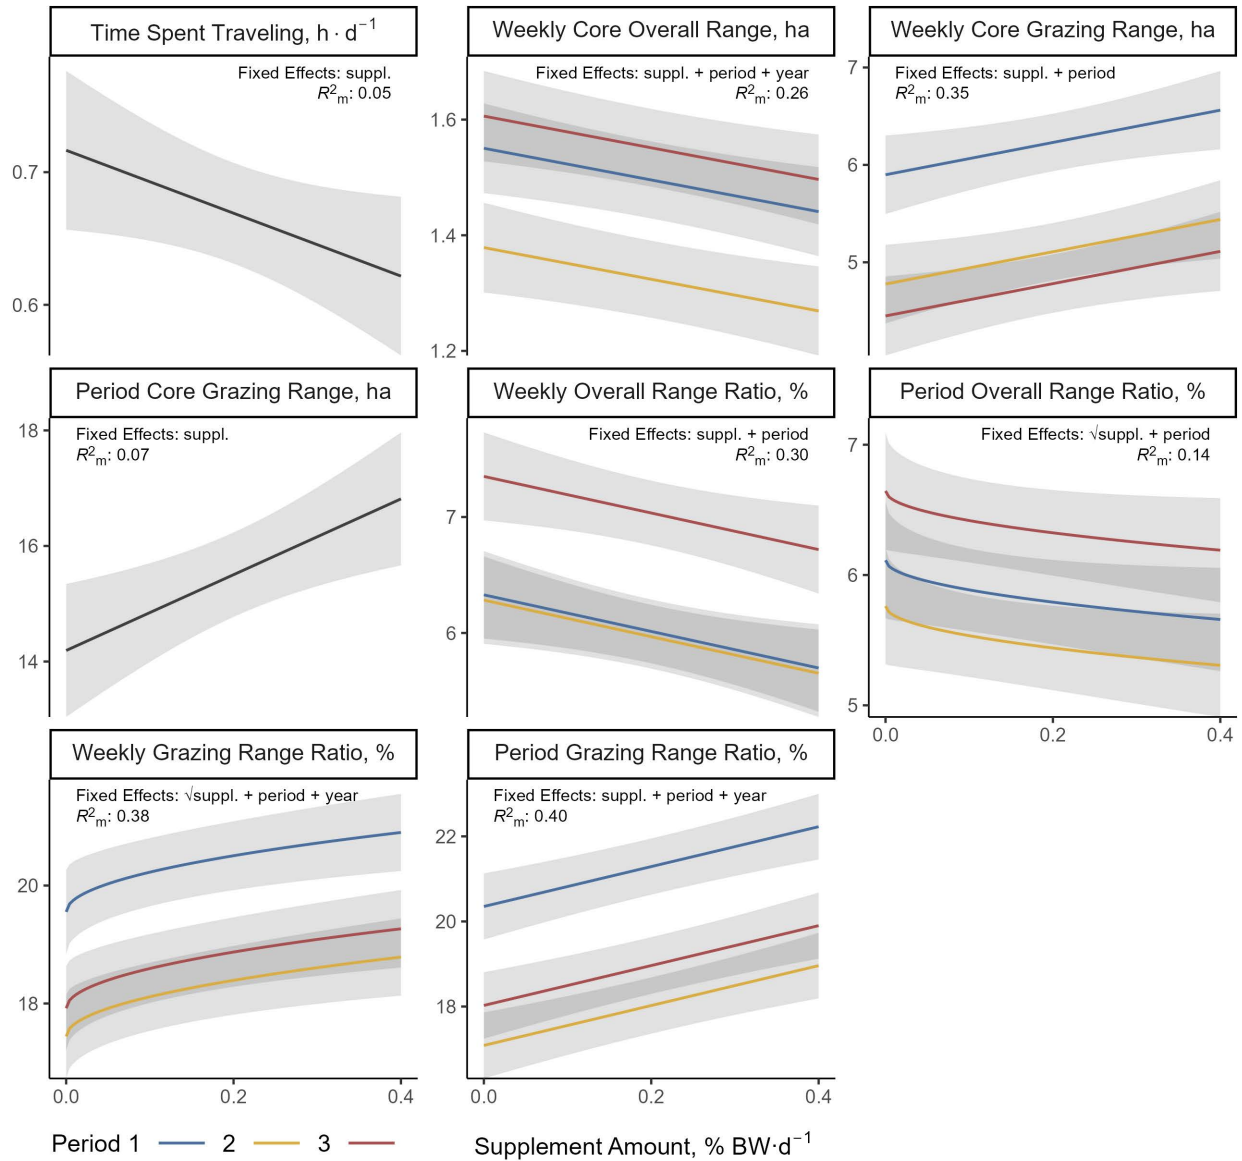 Time Spent Traveling, h · d⁻¹
Fixed Effects: suppl.
R²m: 0.05
0.7
0.6
Weekly Core Overall Range, ha
Fixed Effects: suppl. + period + year
R²m: 0.26
1.6
1.4
1.2
Weekly Core Grazing Range, ha
Fixed Effects: suppl. + period
R²m: 0.35
7
6
5
Period Core Grazing Range, ha
Fixed Effects: suppl.
R²m: 0.07
18
16
14
Weekly Overall Range Ratio, %
Fixed Effects: suppl. + period
R²m: 0.30
7
6
Period Overall Range Ratio, %
Fixed Effects: √suppl. + period
R²m: 0.14
7
6
5
0.0 0.2 0.4
Weekly Grazing Range Ratio, %
Fixed Effects: √suppl. + period + year
R²m: 0.38
20
18
0.0 0.2 0.4
Period Grazing Range Ratio, %
Fixed Effects: suppl. + period + year
R²m: 0.40
22
20
18
0.0 0.2 0.4
Period 1 2 3
Supplement Amount, % BW·d⁻¹